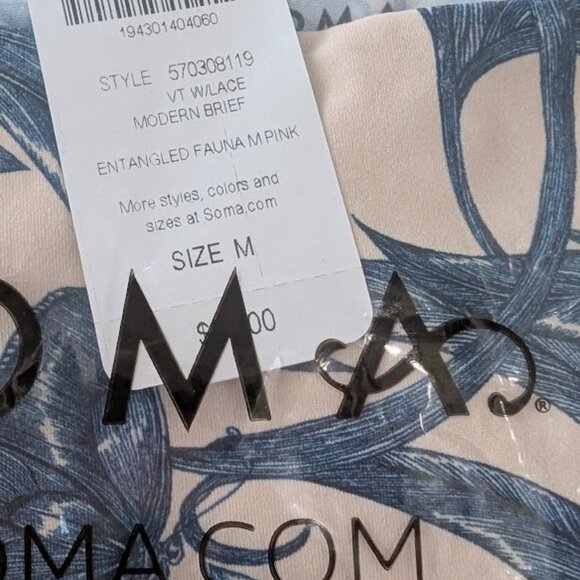 194301404060
STYLE 570308119
VT W/LACE
MODERN BRIEF
ENTANGLED FAUNA M.PINK
More styles, colors and
sizes at Soma.com
SIZE M
OMA®
OMA.COM